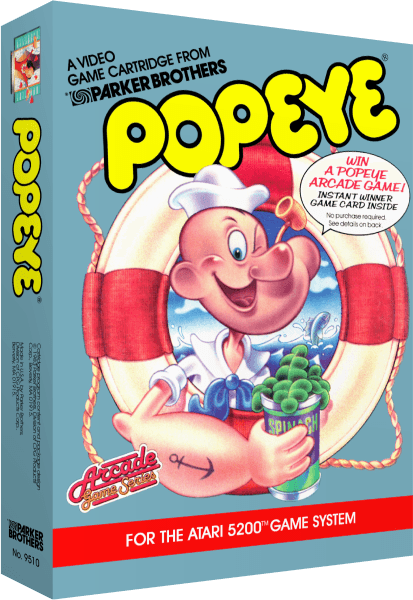 A VIDEO
GAME CARTRIDGE FROM
PARKER BROTHERS
POPEYE®
WIN
A POPEYE
ARCADE GAME!
INSTANT WINNER
GAME CARD INSIDE
No purchase required.
See details on back
SPINACH
Arcade
Game Series
FOR THE ATARI 5200™ GAME SYSTEM
POPEYE®
PARKER
BROTHERS
No. 9510